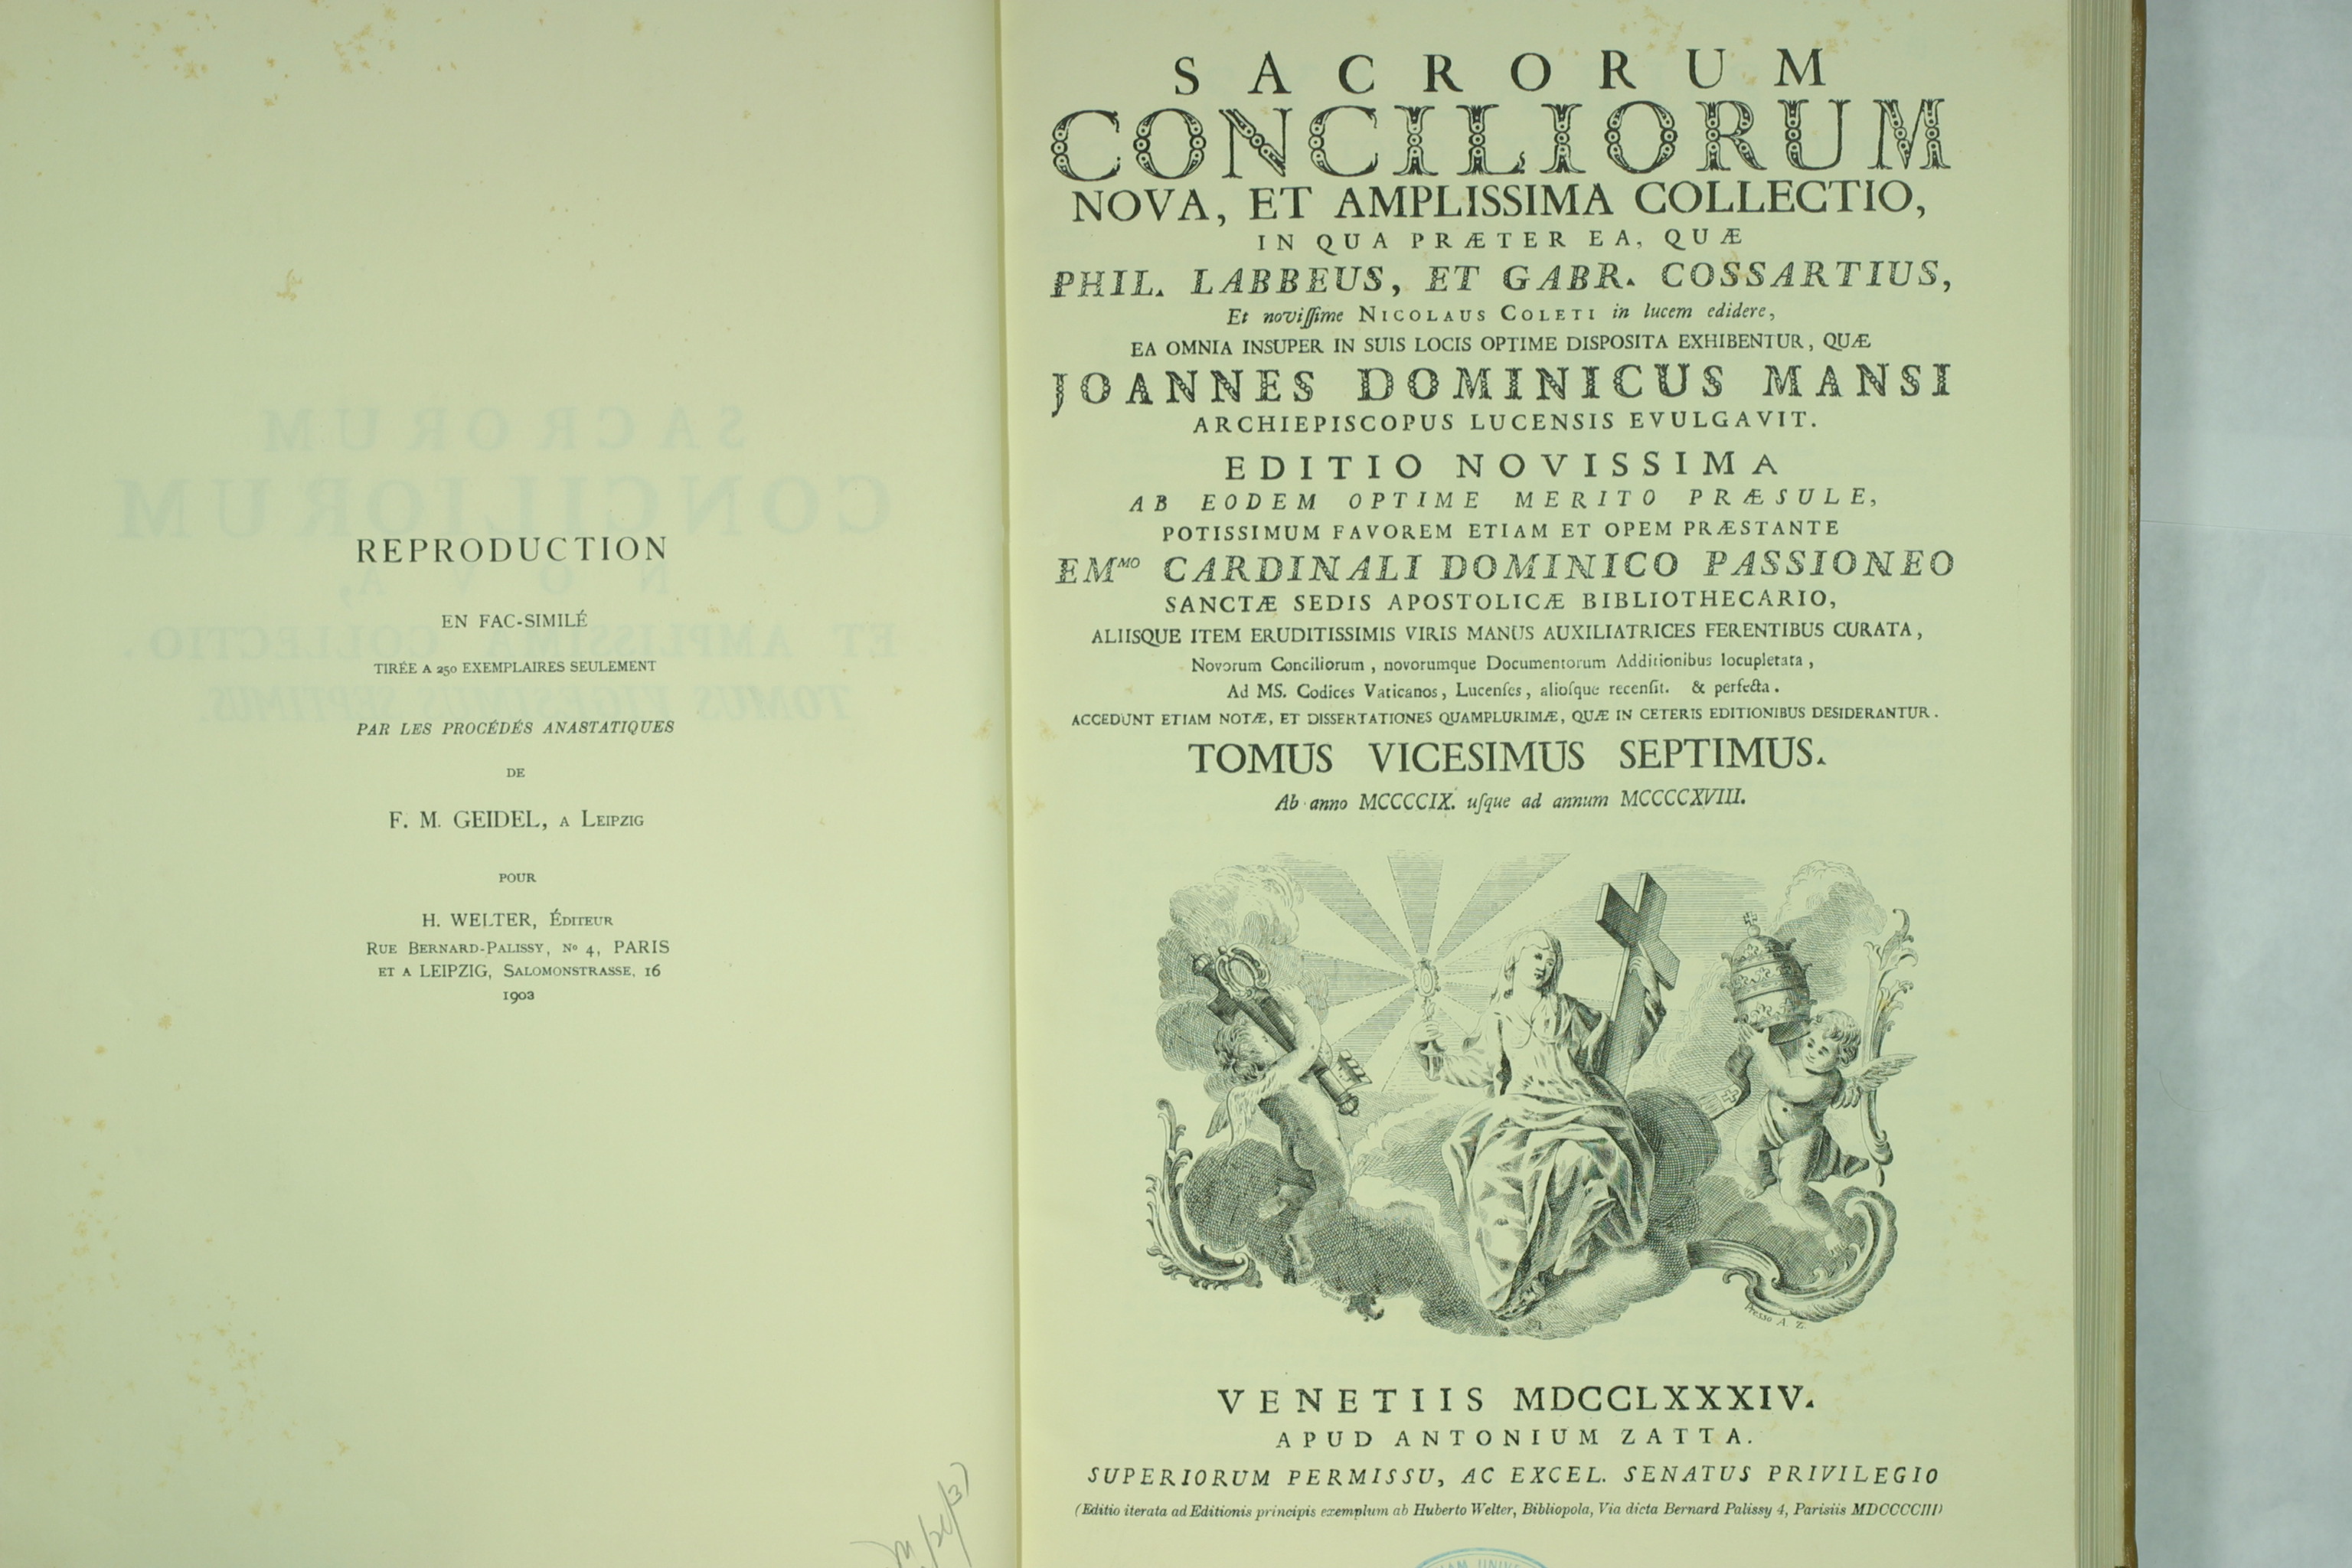 REPRODUCTION
EN FAC-SIMILÉ
TIRÉE A 250 EXEMPLAIRES SEULEMENT
PAR LES PROCÉDÉS ANASTATIQUES
DE
F. M. GEIDEL, A LEIPZIG
POUR
H. WELTER, ÉDITEUR
RUE BERNARD-PALISSY, Nº 4, PARIS
ET A LEIPZIG, SALOMONSTRASSE, 16
1903
SACRORUM
CONCILIORUM
NOVA, ET AMPLISSIMA COLLECTIO,
IN QUA PRÆTER EA, QUÆ
PHIL. LABBEUS, ET GABR. COSSARTIUS,
Et noviſſime NICOLAUS COLETI in lucem edidere,
EA OMNIA INSUPER IN SUIS LOCIS OPTIME DISPOSITA EXHIBENTUR, QUÆ
JOANNES DOMINICUS MANSI
ARCHIEPISCOPUS LUCENSIS EVULGAVIT.
EDITIO NOVISSIMA
AB EODEM OPTIME MERITO PRÆSULE,
POTISSIMUM FAVOREM ETIAM ET OPEM PRÆSTANTE
EMᴹᴼ CARDINALI DOMINICO PASSIONEO
SANCTÆ SEDIS APOSTOLICÆ BIBLIOTHECARIO,
ALIISQUE ITEM ERUDITISSIMIS VIRIS MANUS AUXILIATRICES FERENTIBUS CURATA,
Novorum Conciliorum, novorumque Documentorum Additionibus locupletata,
Ad MS. Codices Vaticanos, Lucenſes, alioſque recenſit. & perfecta.
ACCEDUNT ETIAM NOTÆ, ET DISSERTATIONES QUAMPLURIMÆ, QUÆ IN CETERIS EDITIONIBUS DESIDERANTUR.
TOMUS VICESIMUS SEPTIMUS.
Ab anno MCCCCIX. uſque ad annum MCCCCXVIII.
Presso A. Z.
VENETIIS MDCCLXXXIV.
APUD ANTONIUM ZATTA.
SUPERIORUM PERMISSU, AC EXCEL. SENATUS PRIVILEGIO
(Editio iterata ad Editionis principis exemplum ab Huberto Welter, Bibliopola, Via dicta Bernard Palissy 4, Parisiis MDCCCCIII)